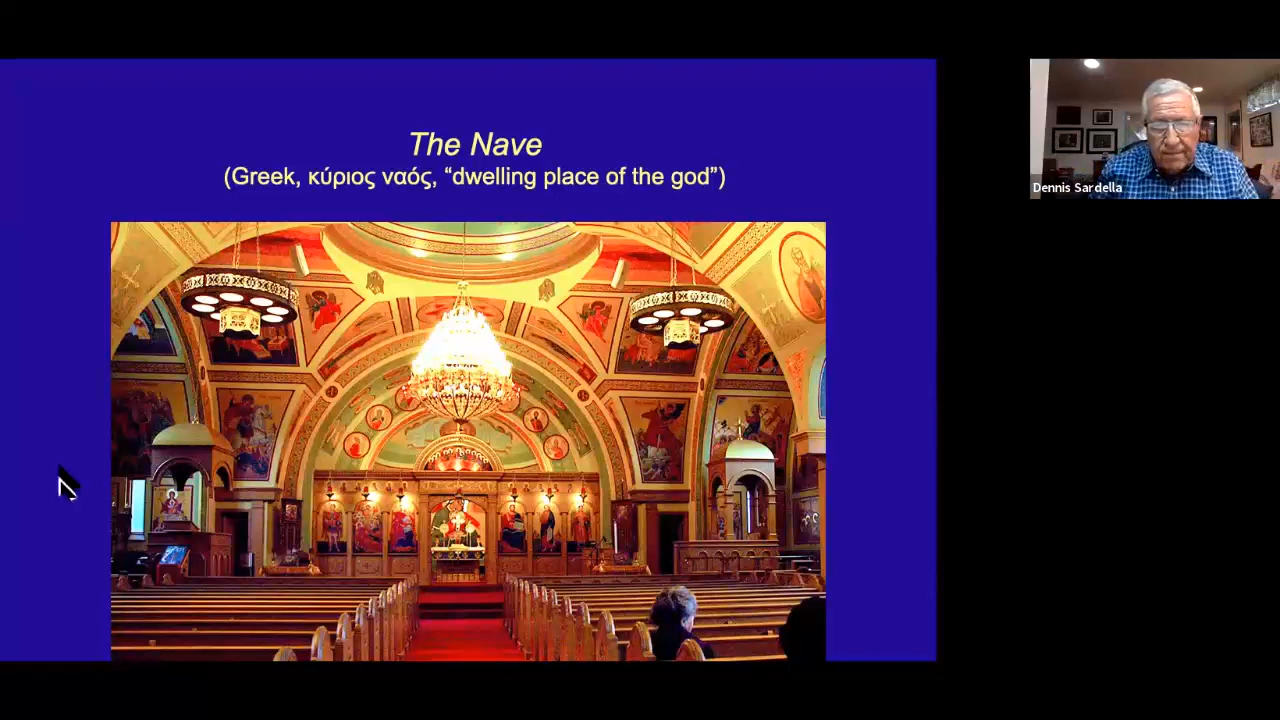 The Nave
(Greek, κύριος ναός, “dwelling place of the god”)
Dennis Sardella